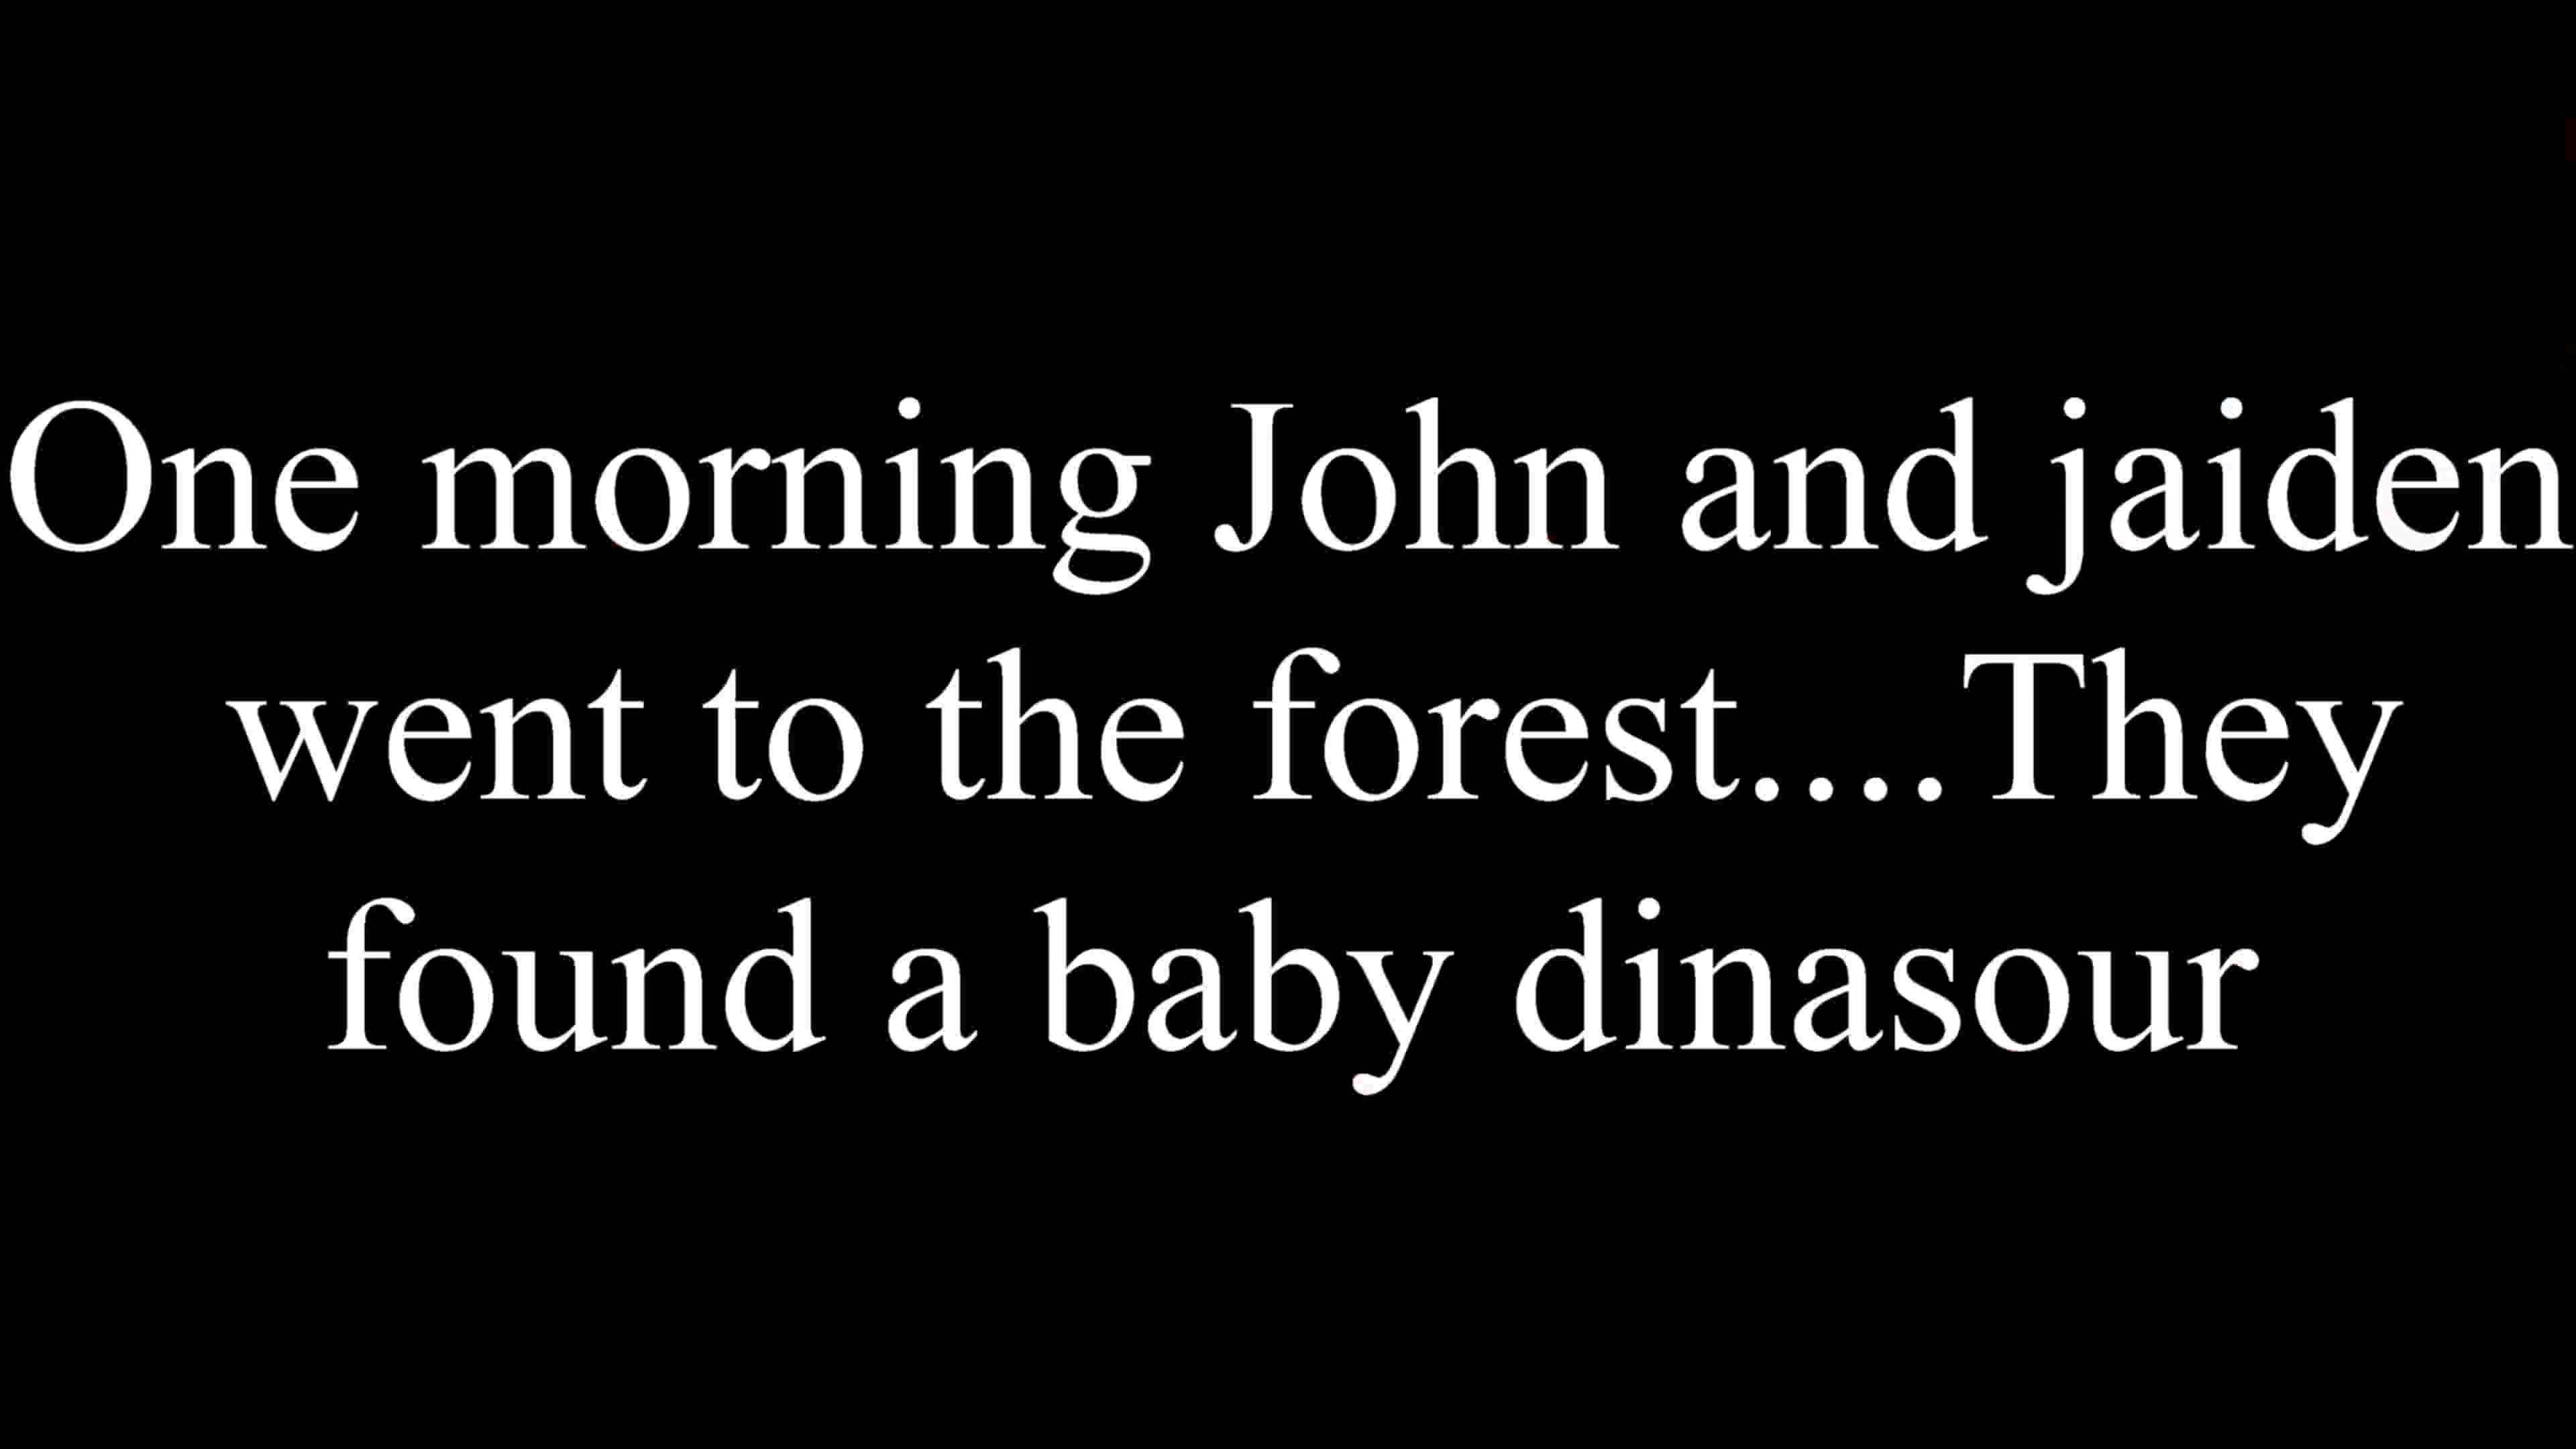 One morning John and jaiden
went to the forest....They
found a baby dinasour